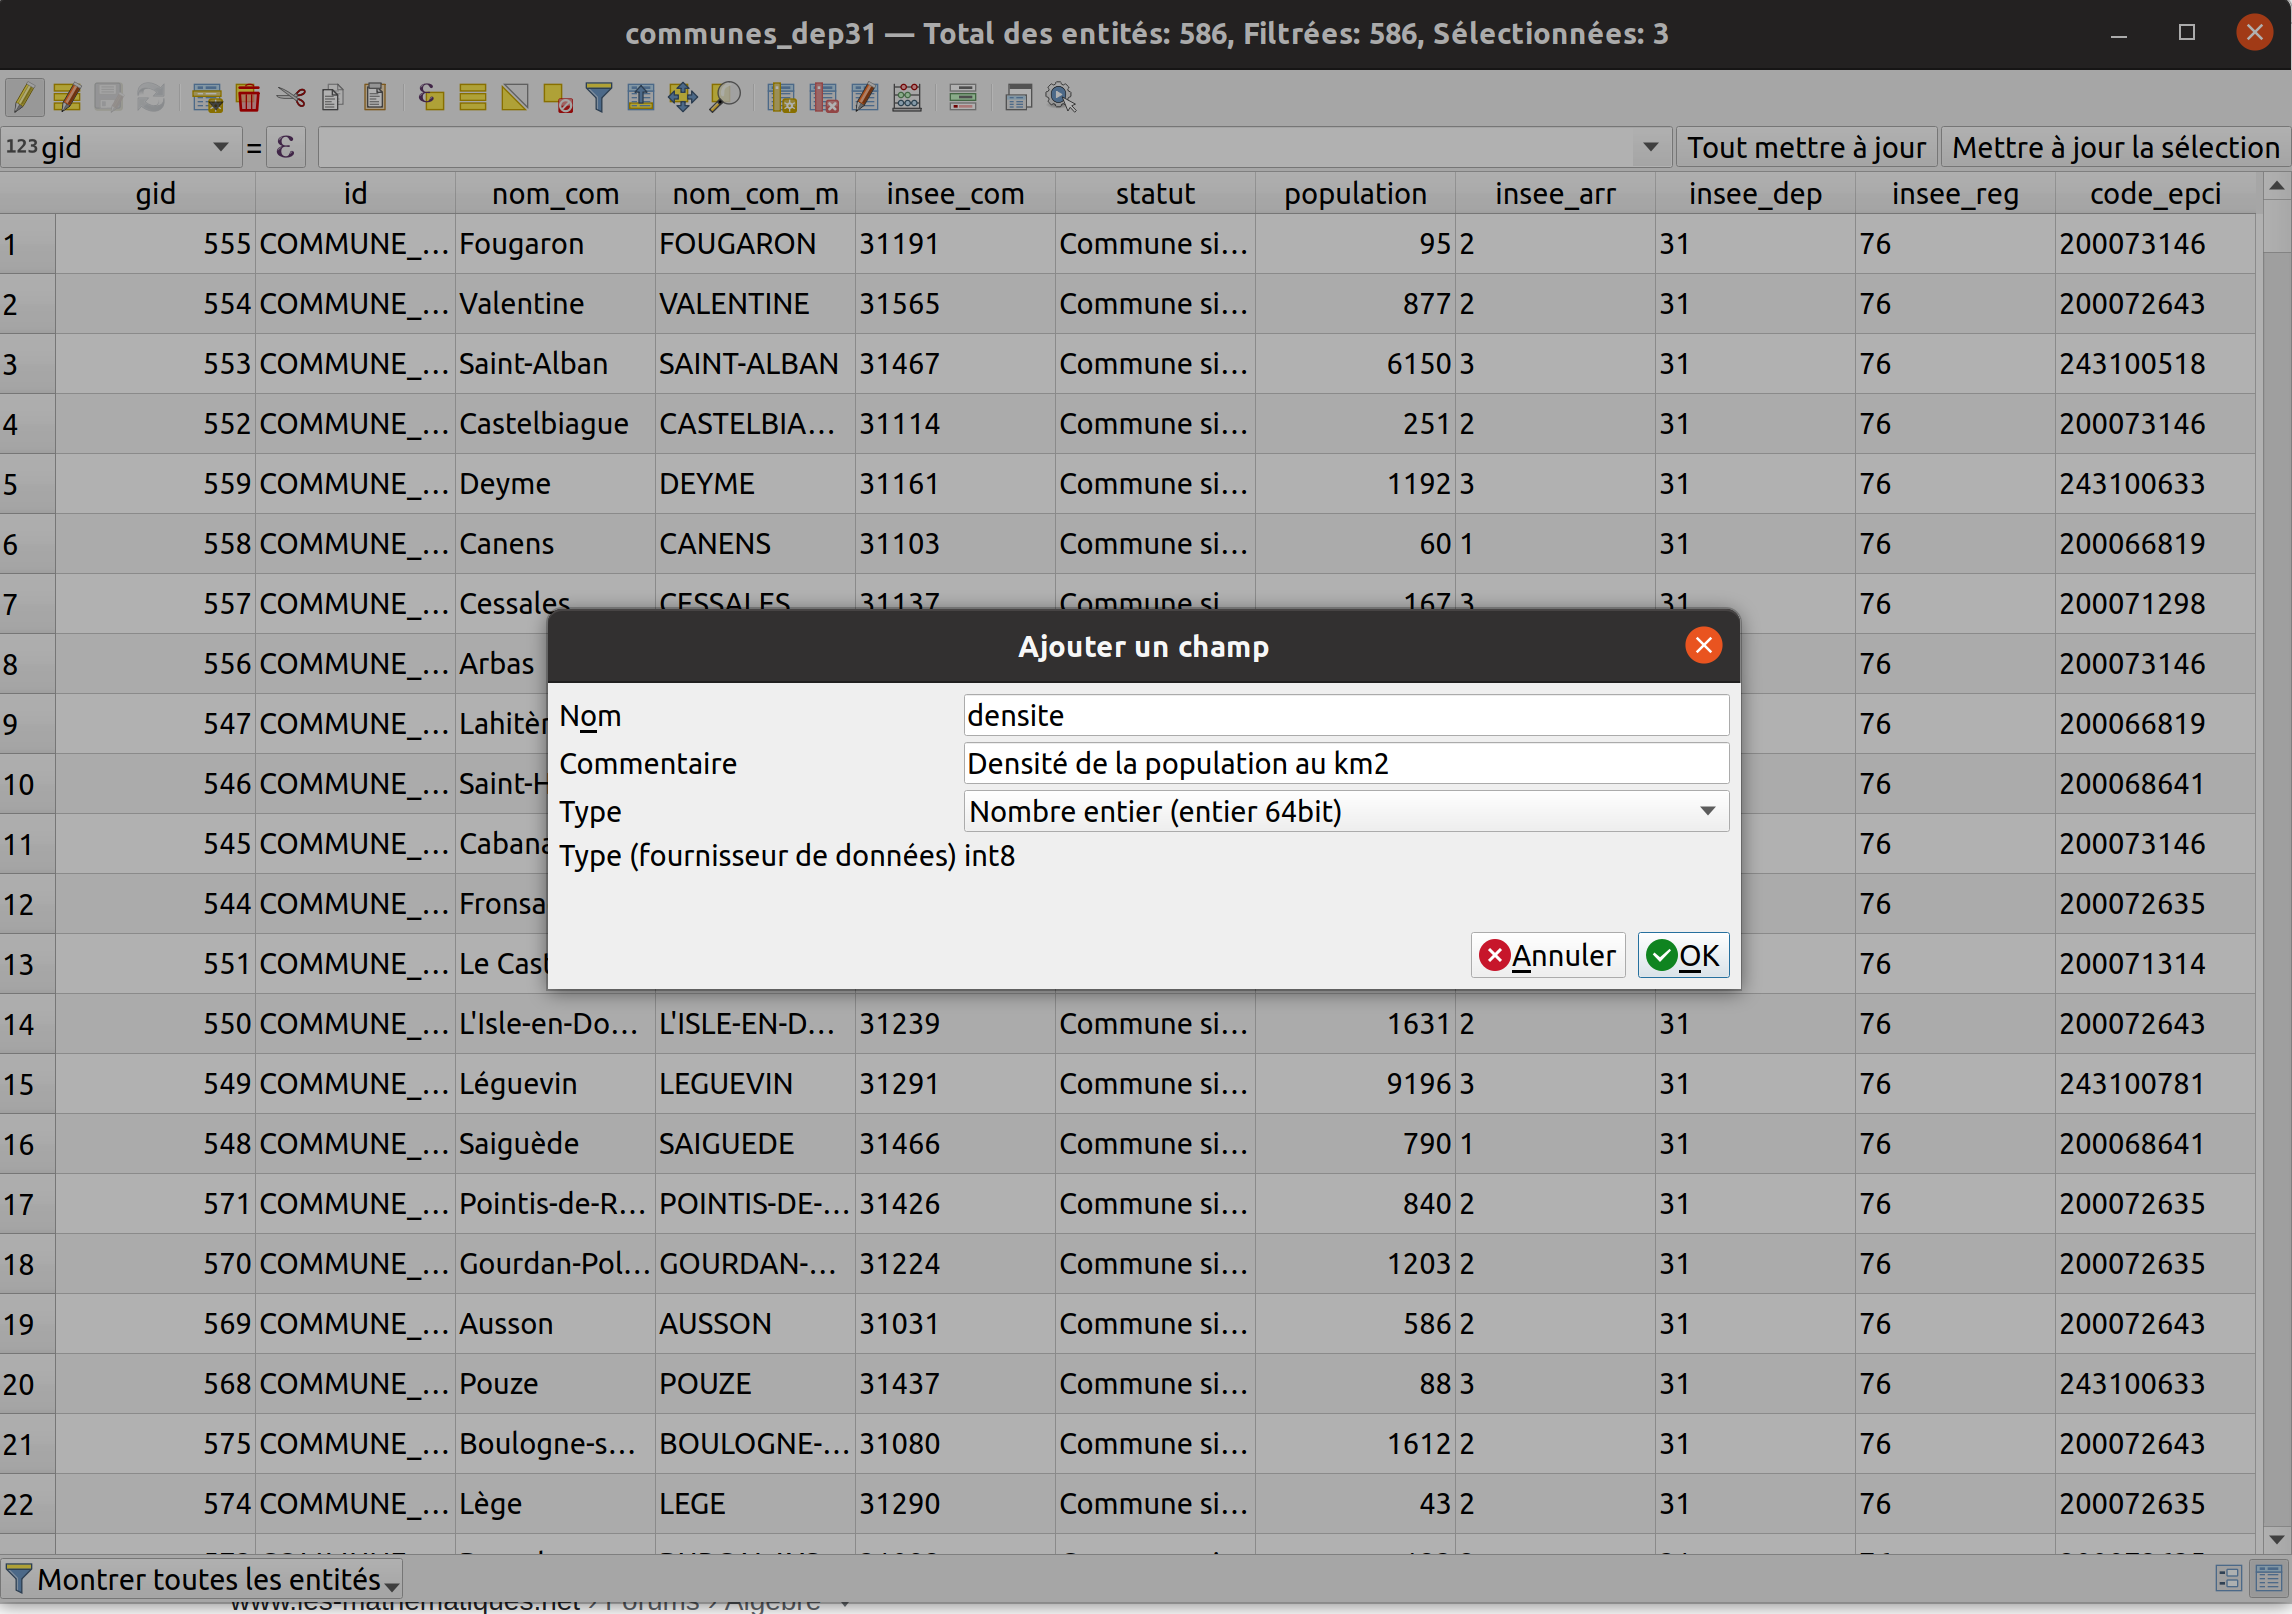 communes_dep31 — Total des entités: 586, Filtrées: 586, Sélectionnées: 3
123 gid = ε Tout mettre à jour Mettre à jour la sélection
gid id nom_com nom_com_m insee_com statut population insee_arr insee_dep insee_reg code_epci
1 555 COMMUNE_… Fougaron FOUGARON 31191 Commune si… 95 2 31 76 200073146
2 554 COMMUNE_… Valentine VALENTINE 31565 Commune si… 877 2 31 76 200072643
3 553 COMMUNE_… Saint-Alban SAINT-ALBAN 31467 Commune si… 6150 3 31 76 243100518
4 552 COMMUNE_… Castelbiague CASTELBIA… 31114 Commune si… 251 2 31 76 200073146
5 559 COMMUNE_… Deyme DEYME 31161 Commune si… 1192 3 31 76 243100633
6 558 COMMUNE_… Canens CANENS 31103 Commune si… 60 1 31 76 200066819
7 557 COMMUNE_… Cessales CESSALES 31137 Commune si 167 3 31 76 200071298
8 556 COMMUNE_… Arbas 76 200073146
9 547 COMMUNE_… Lahitèr 76 200066819
10 546 COMMUNE_… Saint-H 76 200068641
11 545 COMMUNE_… Cabana 76 200073146
12 544 COMMUNE_… Fronsa 76 200072635
13 551 COMMUNE_… Le Cast 76 200071314
Ajouter un champ
Nom densite
Commentaire Densité de la population au km2
Type Nombre entier (entier 64bit)
Type (fournisseur de données) int8
Annuler OK
14 550 COMMUNE_… L'Isle-en-Do… L'ISLE-EN-D… 31239 Commune si… 1631 2 31 76 200072643
15 549 COMMUNE_… Léguevin LEGUEVIN 31291 Commune si… 9196 3 31 76 243100781
16 548 COMMUNE_… Saiguède SAIGUEDE 31466 Commune si… 790 1 31 76 200068641
17 571 COMMUNE_… Pointis-de-R… POINTIS-DE-… 31426 Commune si… 840 2 31 76 200072635
18 570 COMMUNE_… Gourdan-Pol… GOURDAN-… 31224 Commune si… 1203 2 31 76 200072635
19 569 COMMUNE_… Ausson AUSSON 31031 Commune si… 586 2 31 76 200072643
20 568 COMMUNE_… Pouze POUZE 31437 Commune si… 88 3 31 76 243100633
21 575 COMMUNE_… Boulogne-s… BOULOGNE-… 31080 Commune si… 1612 2 31 76 200072643
22 574 COMMUNE_… Lège LEGE 31290 Commune si… 43 2 31 76 200072635
Montrer toutes les entités
www.les-mathematiques.net › Forums › Algèbre